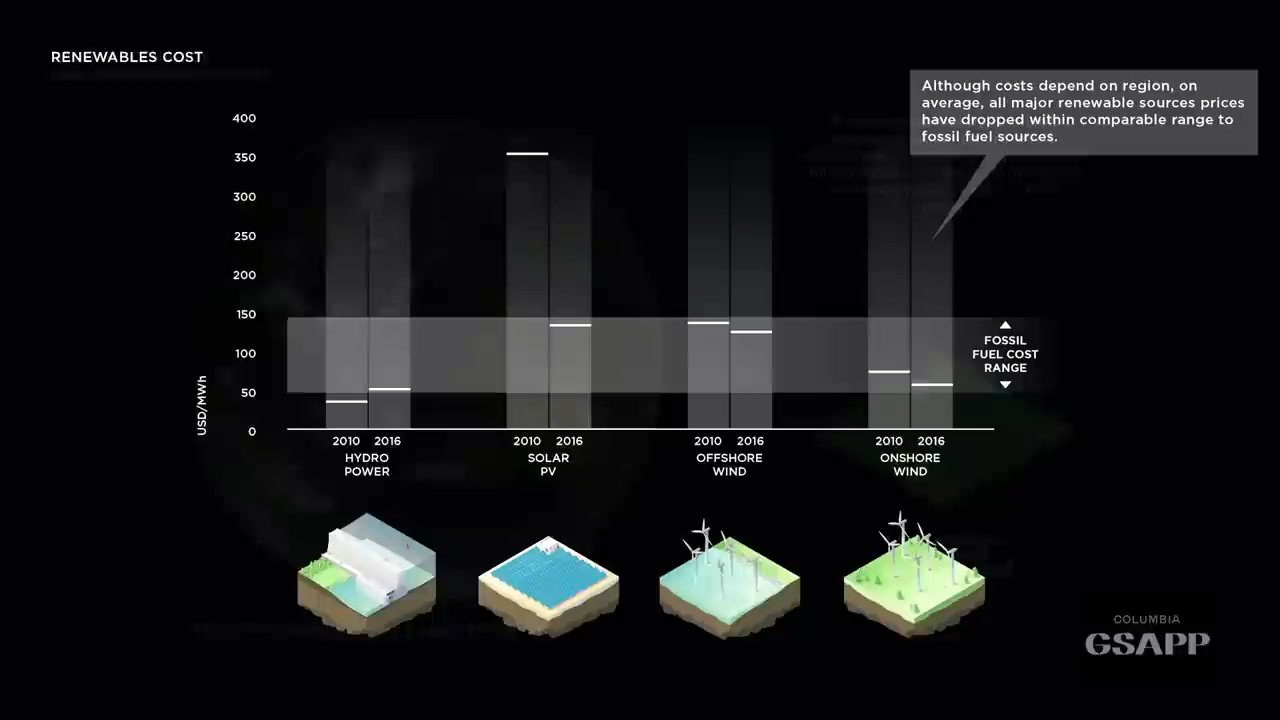 RENEWABLES COST
Although costs depend on region, on
average, all major renewable sources prices
have dropped within comparable range to
fossil fuel sources.
400
350
300
250
200
150
100
50
0
USD/MWh
FOSSIL
FUEL COST
RANGE
2010 2016
HYDRO
POWER
2010 2016
SOLAR
PV
2010 2016
OFFSHORE
WIND
2010 2016
ONSHORE
WIND
COLUMBIA
GSAPP